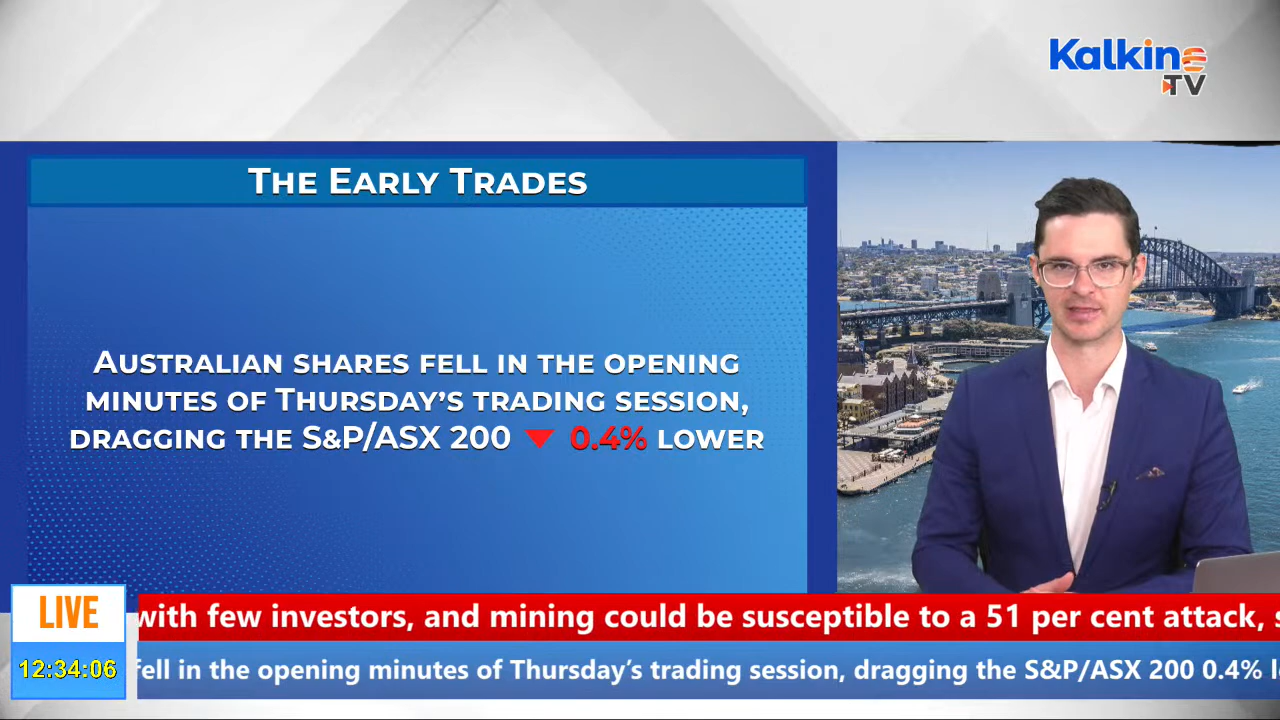 Kalkine
TV
THE EARLY TRADES
AUSTRALIAN SHARES FELL IN THE OPENING
MINUTES OF THURSDAY’S TRADING SESSION,
DRAGGING THE S&P/ASX 200 ▼ 0.4% LOWER
LIVE
with few investors, and mining could be susceptible to a 51 per cent attack,
12:34:06
fell in the opening minutes of Thursday’s trading session, dragging the S&P/ASX 200 0.4%